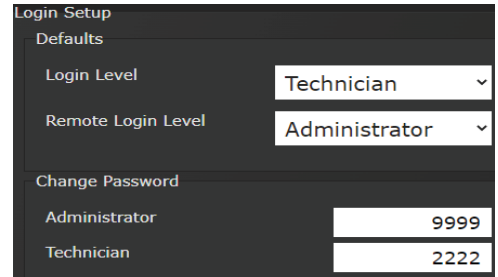 Login Setup
Defaults
Login Level Technician
Remote Login Level Administrator
Change Password
Administrator 9999
Technician 2222